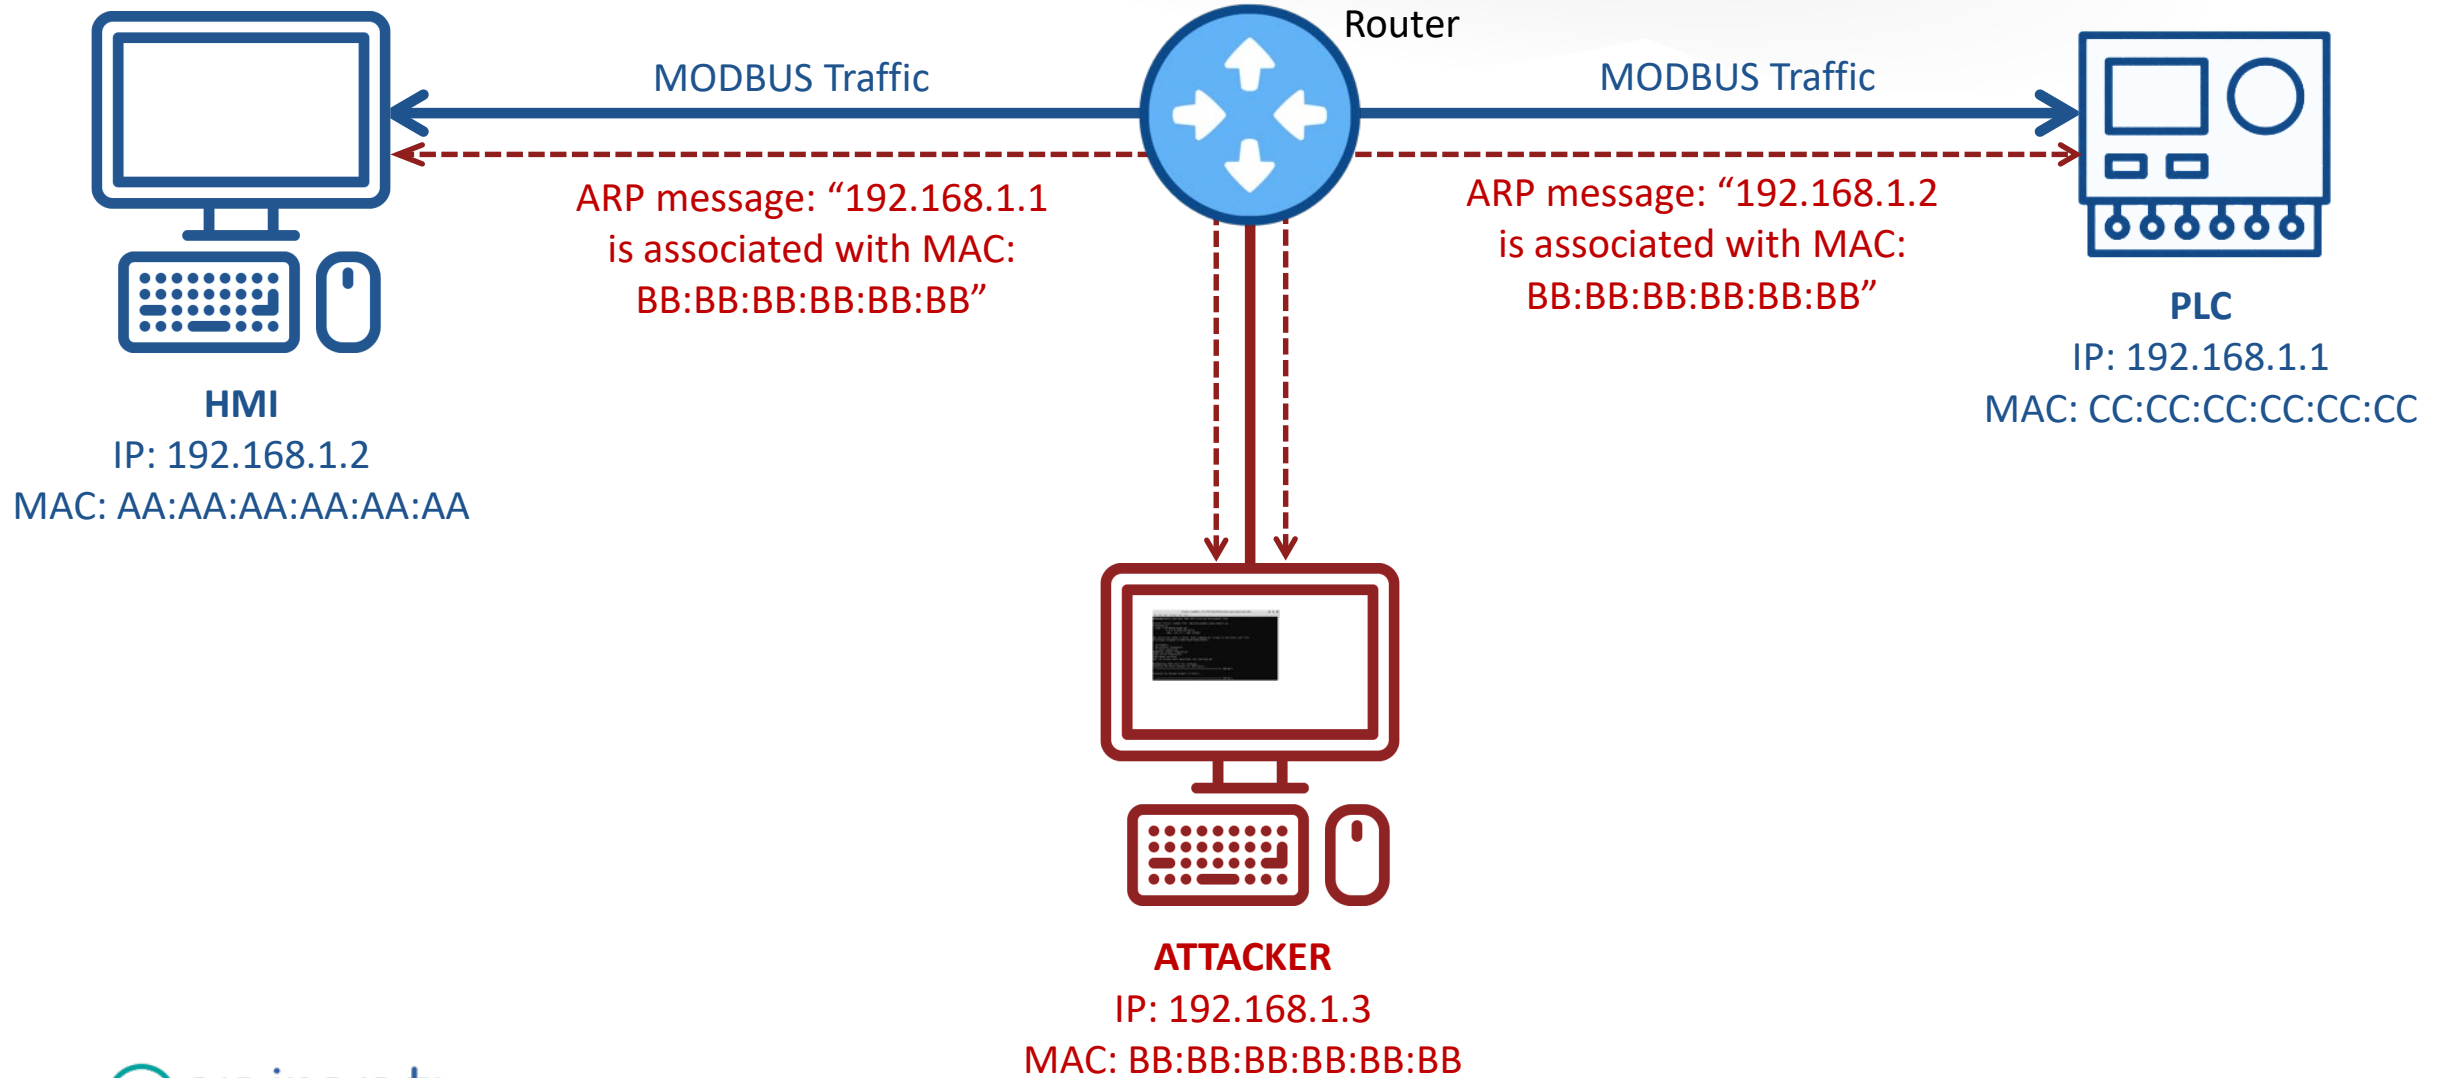 Router
MODBUS Traffic
MODBUS Traffic
ARP message: “192.168.1.1
is associated with MAC:
BB:BB:BB:BB:BB:BB”
ARP message: “192.168.1.2
is associated with MAC:
BB:BB:BB:BB:BB:BB”
PLC
IP: 192.168.1.1
MAC: CC:CC:CC:CC:CC:CC
HMI
IP: 192.168.1.2
MAC: AA:AA:AA:AA:AA:AA
ATTACKER
IP: 192.168.1.3
MAC: BB:BB:BB:BB:BB:BB